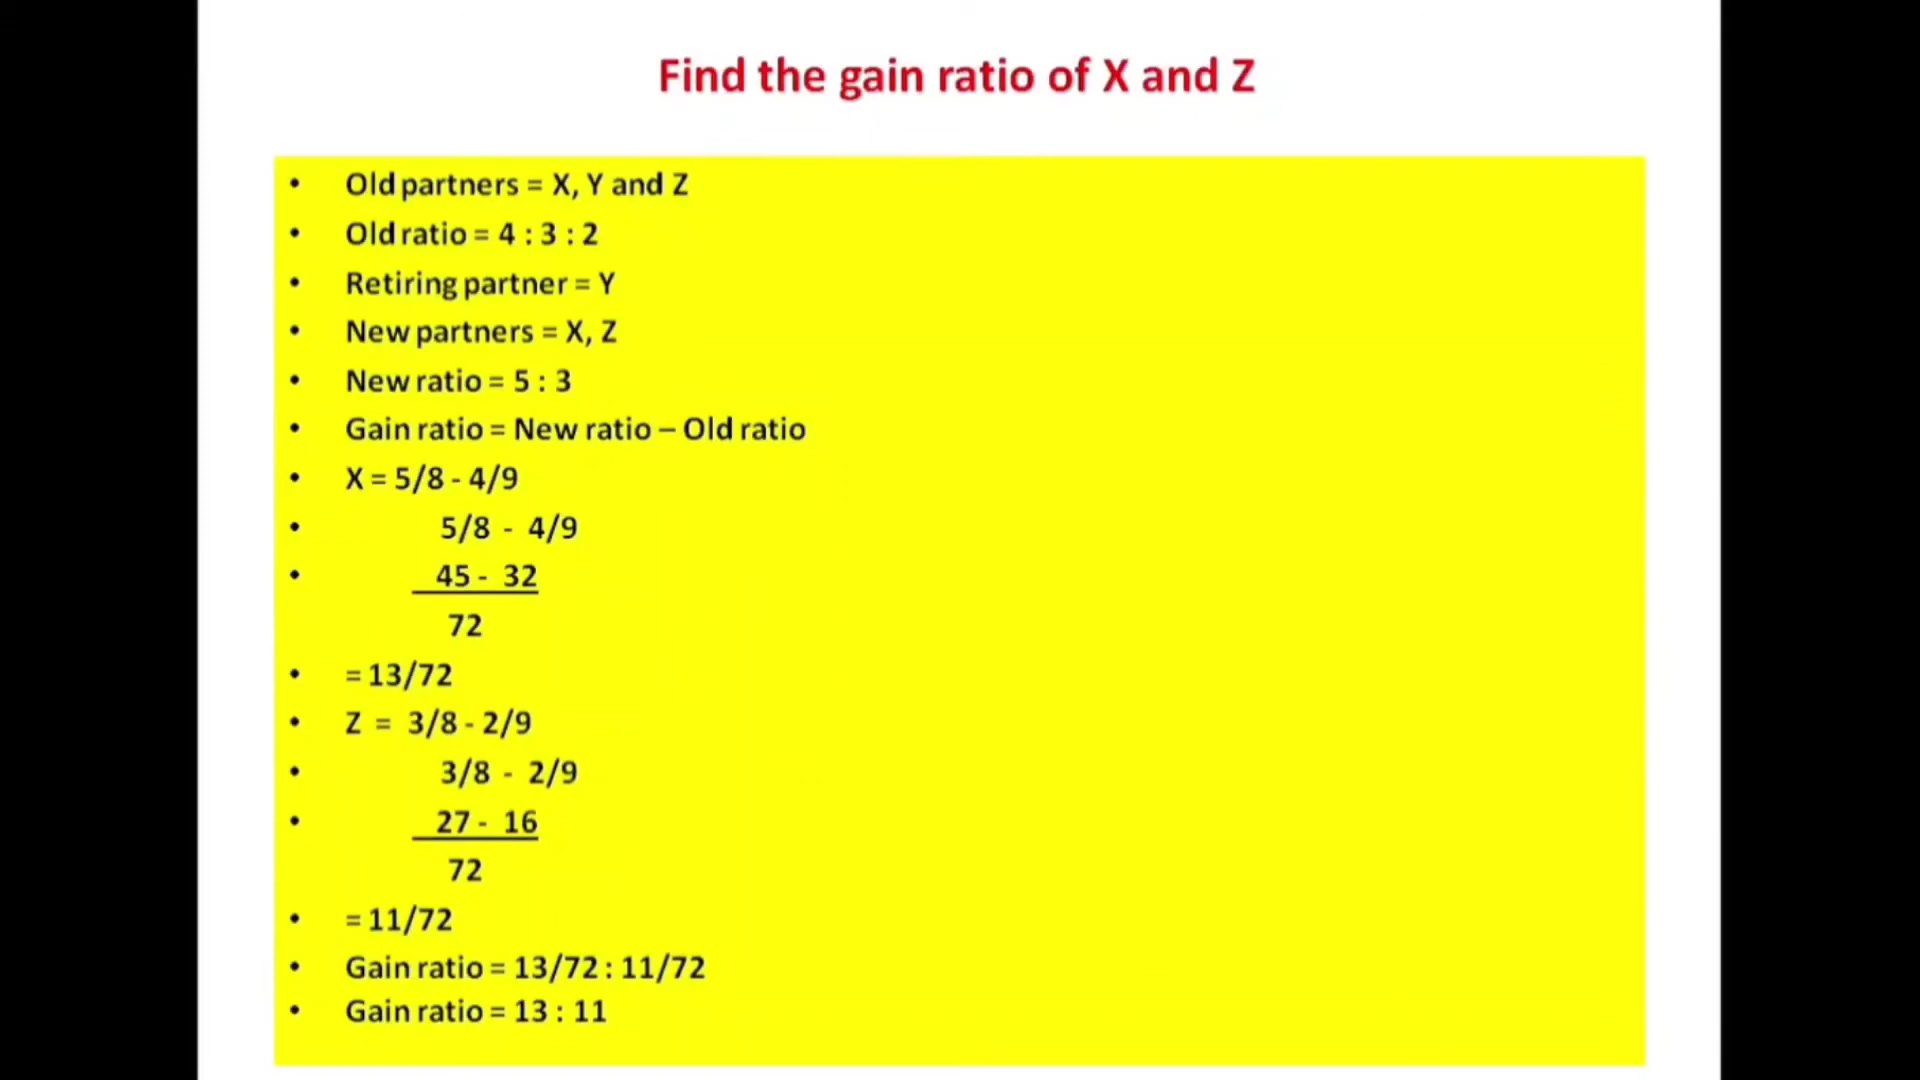 Find the gain ratio of X and Z
• Old partners = X, Y and Z
• Old ratio = 4 : 3 : 2
• Retiring partner = Y
• New partners = X, Z
• New ratio = 5 : 3
• Gain ratio = New ratio – Old ratio
• X = 5/8 - 4/9
• 5/8 - 4/9
• 45 - 32
72
• = 13/72
• Z = 3/8 - 2/9
• 3/8 - 2/9
• 27 - 16
72
• = 11/72
• Gain ratio = 13/72 : 11/72
• Gain ratio = 13 : 11